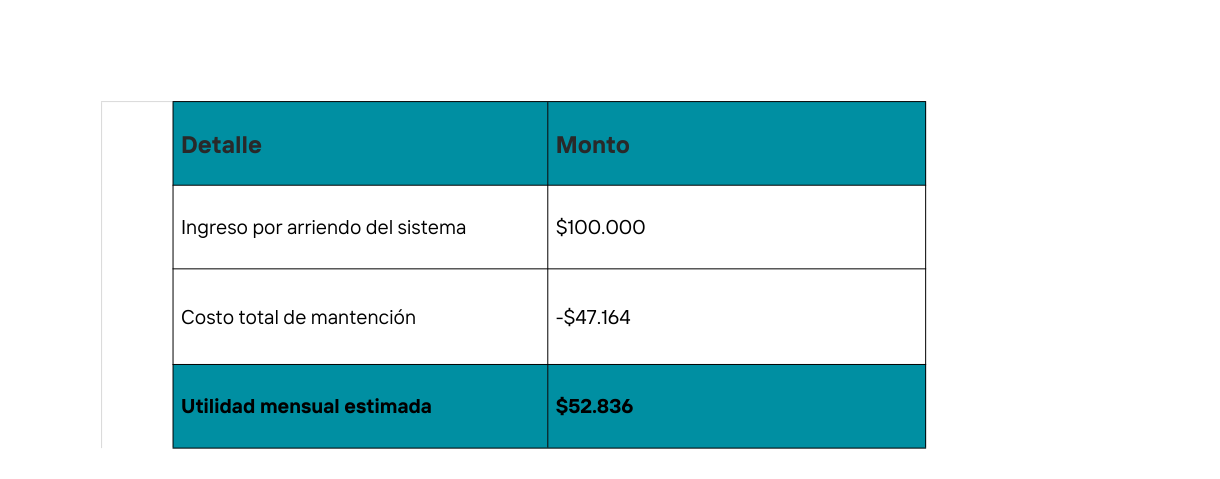 Detalle Monto
Ingreso por arriendo del sistema $100.000
Costo total de mantención -$47.164
Utilidad mensual estimada $52.836